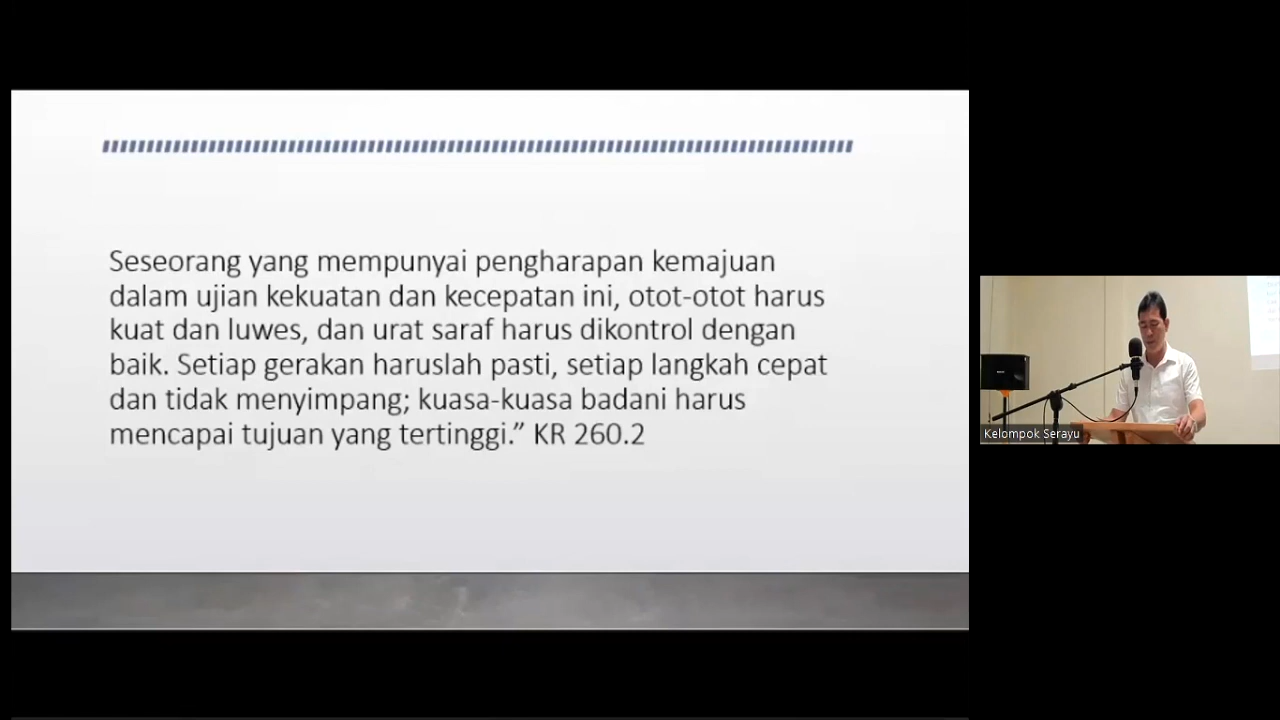 Seseorang yang mempunyai pengharapan kemajuan
dalam ujian kekuatan dan kecepatan ini, otot-otot harus
kuat dan luwes, dan urat saraf harus dikontrol dengan
baik. Setiap gerakan haruslah pasti, setiap langkah cepat
dan tidak menyimpang; kuasa-kuasa badani harus
mencapai tujuan yang tertinggi.” KR 260.2
Kelompok Serayu